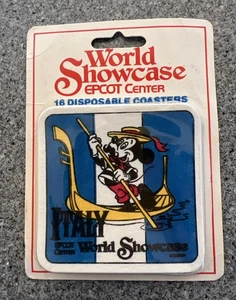 World
Showcase
EPCOT CENTER
16 DISPOSABLE COASTERS
ITALY
EPCOT
CENTER
World Showcase